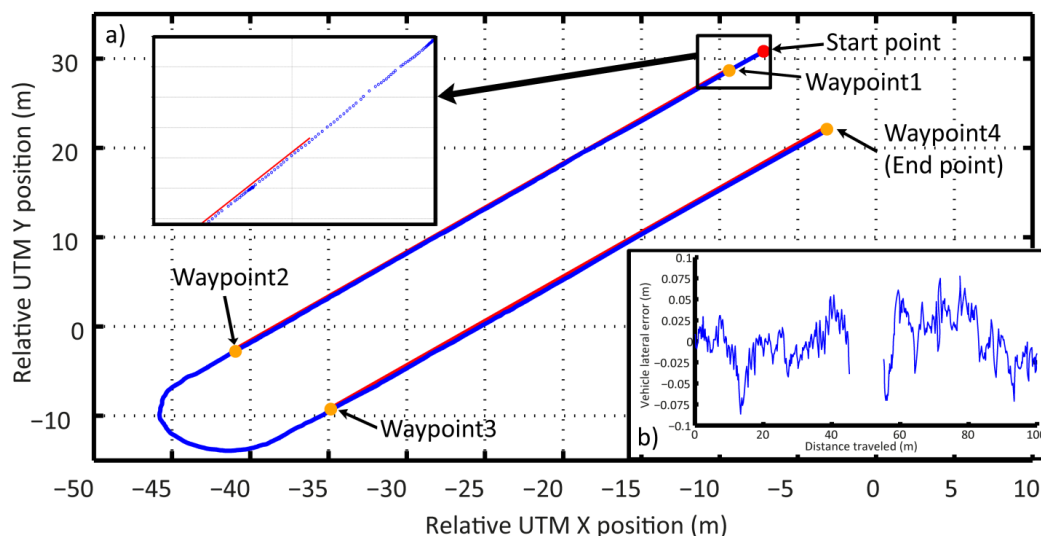 a)
30
20
10
0
−10
Relative UTM Y position (m)
Start point
Waypoint1
Waypoint4
(End point)
Waypoint2
Waypoint3
0.1
0.075
0.05
0.025
0
−0.025
−0.05
−0.075
−0.1
Vehicle lateral error (m)
b)
0 20 40 60 80 100
Distance traveled (m)
−50 −45 −40 −35 −30 −25 −20 −15 −10 −5 0 5 10
Relative UTM X position (m)